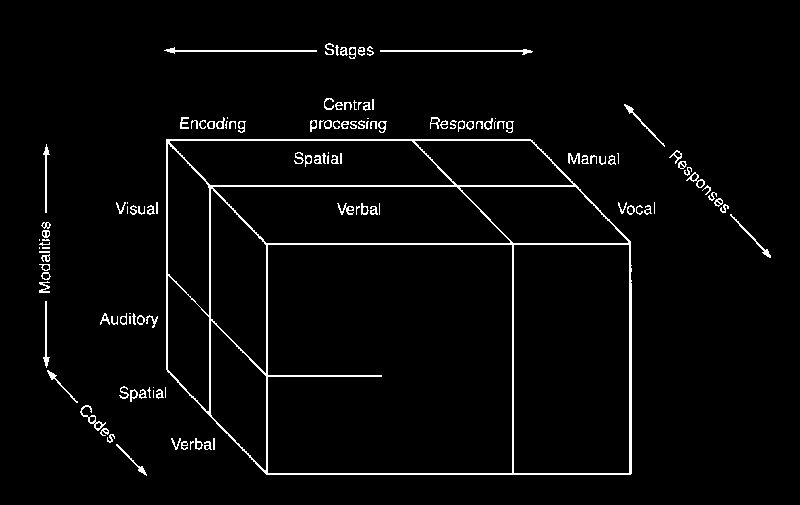 Stages
Encoding
Central
processing
Responding
Spatial
Manual
Verbal
Vocal
Responses
Visual
Modalities
Auditory
Spatial
Codes
Verbal